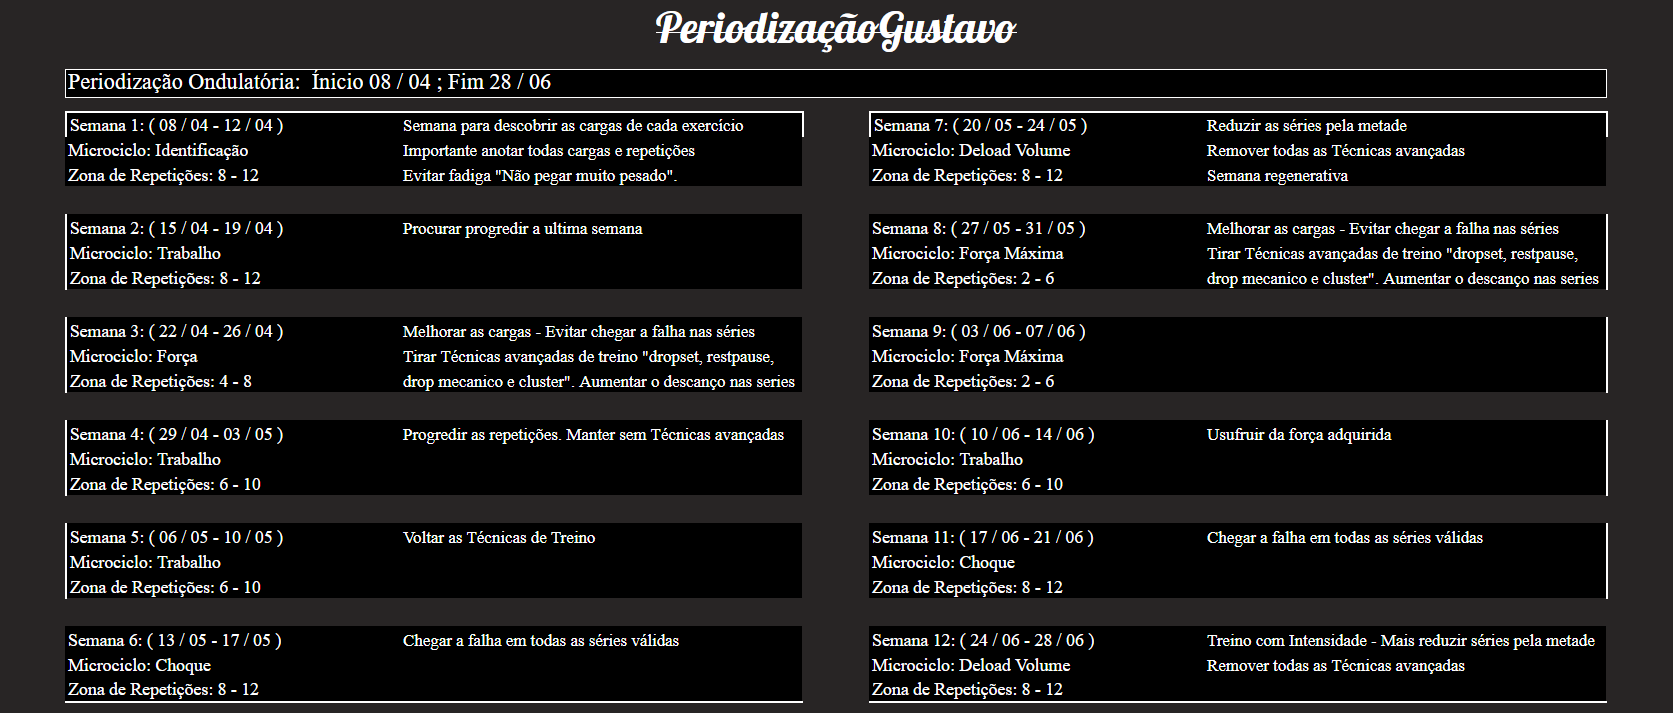 PeriodizaçãoGustavo
Periodização Ondulatória:  Ínicio 08 / 04 ; Fim 28 / 06
Semana 1: ( 08 / 04 - 12 / 04 )
Semana para descobrir as cargas de cada exercício
Microciclo: Identificação
Importante anotar todas cargas e repetições
Zona de Repetições: 8 - 12
Evitar fadiga "Não pegar muito pesado".
Semana 2: ( 15 / 04 - 19 / 04 )
Procurar progredir a ultima semana
Microciclo: Trabalho
Zona de Repetições: 8 - 12
Semana 3: ( 22 / 04 - 26 / 04 )
Melhorar as cargas - Evitar chegar a falha nas séries
Microciclo: Força
Tirar Técnicas avançadas de treino "dropset, restpause,
Zona de Repetições: 4 - 8
drop mecanico e cluster". Aumentar o descanço nas series
Semana 4: ( 29 / 04 - 03 / 05 )
Progredir as repetições. Manter sem Técnicas avançadas
Microciclo: Trabalho
Zona de Repetições: 6 - 10
Semana 5: ( 06 / 05 - 10 / 05 )
Voltar as Técnicas de Treino
Microciclo: Trabalho
Zona de Repetições: 6 - 10
Semana 6: ( 13 / 05 - 17 / 05 )
Chegar a falha em todas as séries válidas
Microciclo: Choque
Zona de Repetições: 8 - 12
Semana 7: ( 20 / 05 - 24 / 05 )
Reduzir as séries pela metade
Microciclo: Deload Volume
Remover todas as Técnicas avançadas
Zona de Repetições: 8 - 12
Semana regenerativa
Semana 8: ( 27 / 05 - 31 / 05 )
Melhorar as cargas - Evitar chegar a falha nas séries
Microciclo: Força Máxima
Tirar Técnicas avançadas de treino "dropset, restpause,
Zona de Repetições: 2 - 6
drop mecanico e cluster". Aumentar o descanço nas series
Semana 9: ( 03 / 06 - 07 / 06 )
Microciclo: Força Máxima
Zona de Repetições: 2 - 6
Semana 10: ( 10 / 06 - 14 / 06 )
Usufruir da força adquirida
Microciclo: Trabalho
Zona de Repetições: 6 - 10
Semana 11: ( 17 / 06 - 21 / 06 )
Chegar a falha em todas as séries válidas
Microciclo: Choque
Zona de Repetições: 8 - 12
Semana 12: ( 24 / 06 - 28 / 06 )
Treino com Intensidade - Mais reduzir séries pela metade
Microciclo: Deload Volume
Remover todas as Técnicas avançadas
Zona de Repetições: 8 - 12